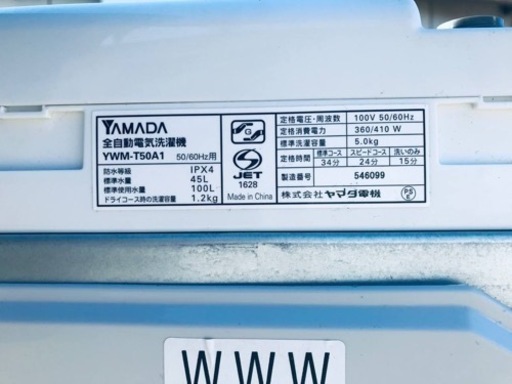 YAMADA
全自動電気洗濯機
YWM-T50A1 50/60Hz用
防水等級 IPX4
標準水量 45L
標準使用水量 100L
ドライコース時の洗濯容量 1.2kg
G
S
JET
1628
Made in China
定格電圧・周波数 100V 50/60Hz
定格消費電力 360/410 W
標準洗濯容量 5.0kg
定格時間 標準コース スピードコース 洗いのみ
34分 24分 15分
製造番号 546099
株式会社 ヤマダ電機
PS
E
WWW